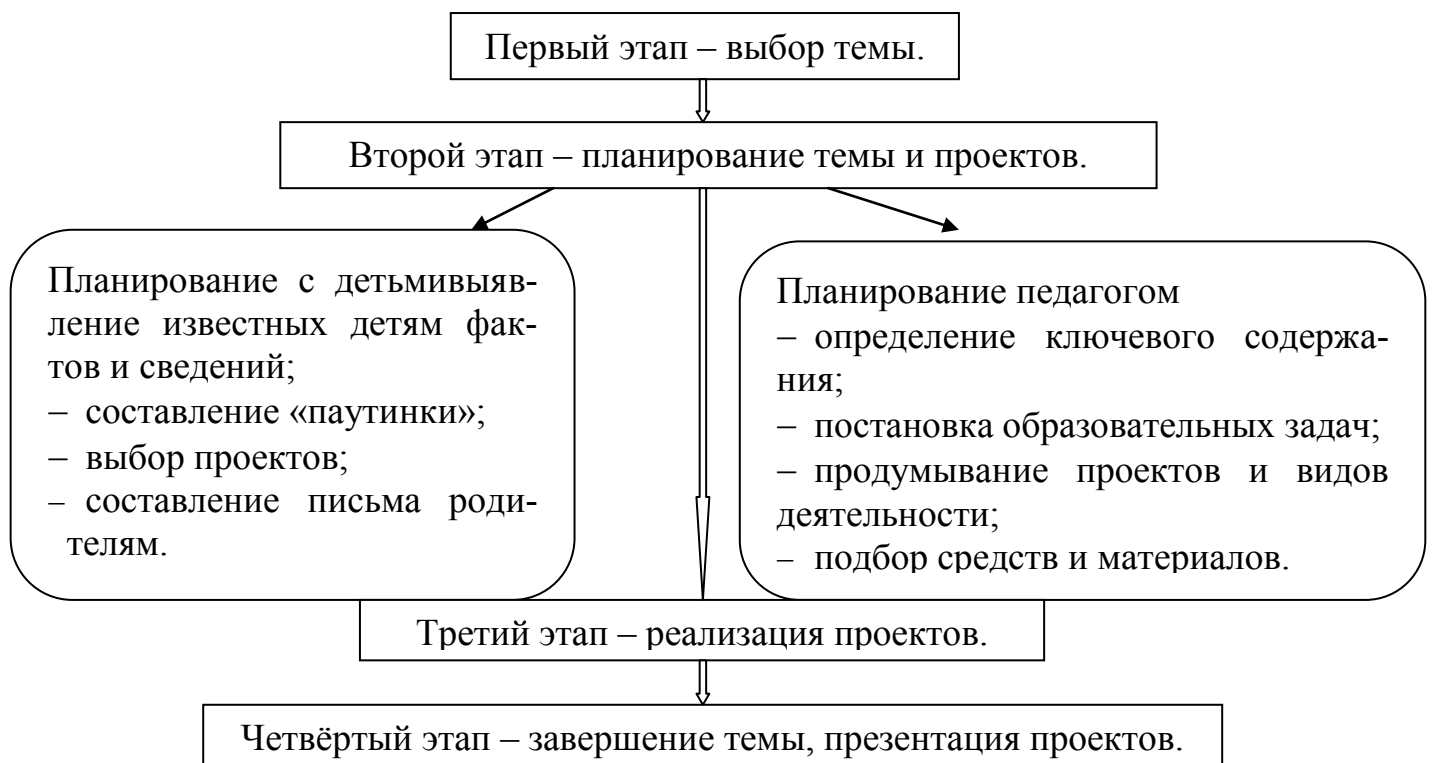 Первый этап – выбор темы.
Второй этап – планирование темы и проектов.
Планирование с детьмивыяв-
ление известных детям фак-
тов и сведений;
– составление «паутинки»;
– выбор проектов;
– составление письма роди-
телям.
Планирование педагогом
– определение ключевого содержа-
ния;
– постановка образовательных задач;
– продумывание проектов и видов
деятельности;
– подбор средств и материалов.
Третий этап – реализация проектов.
Четвёртый этап – завершение темы, презентация проектов.